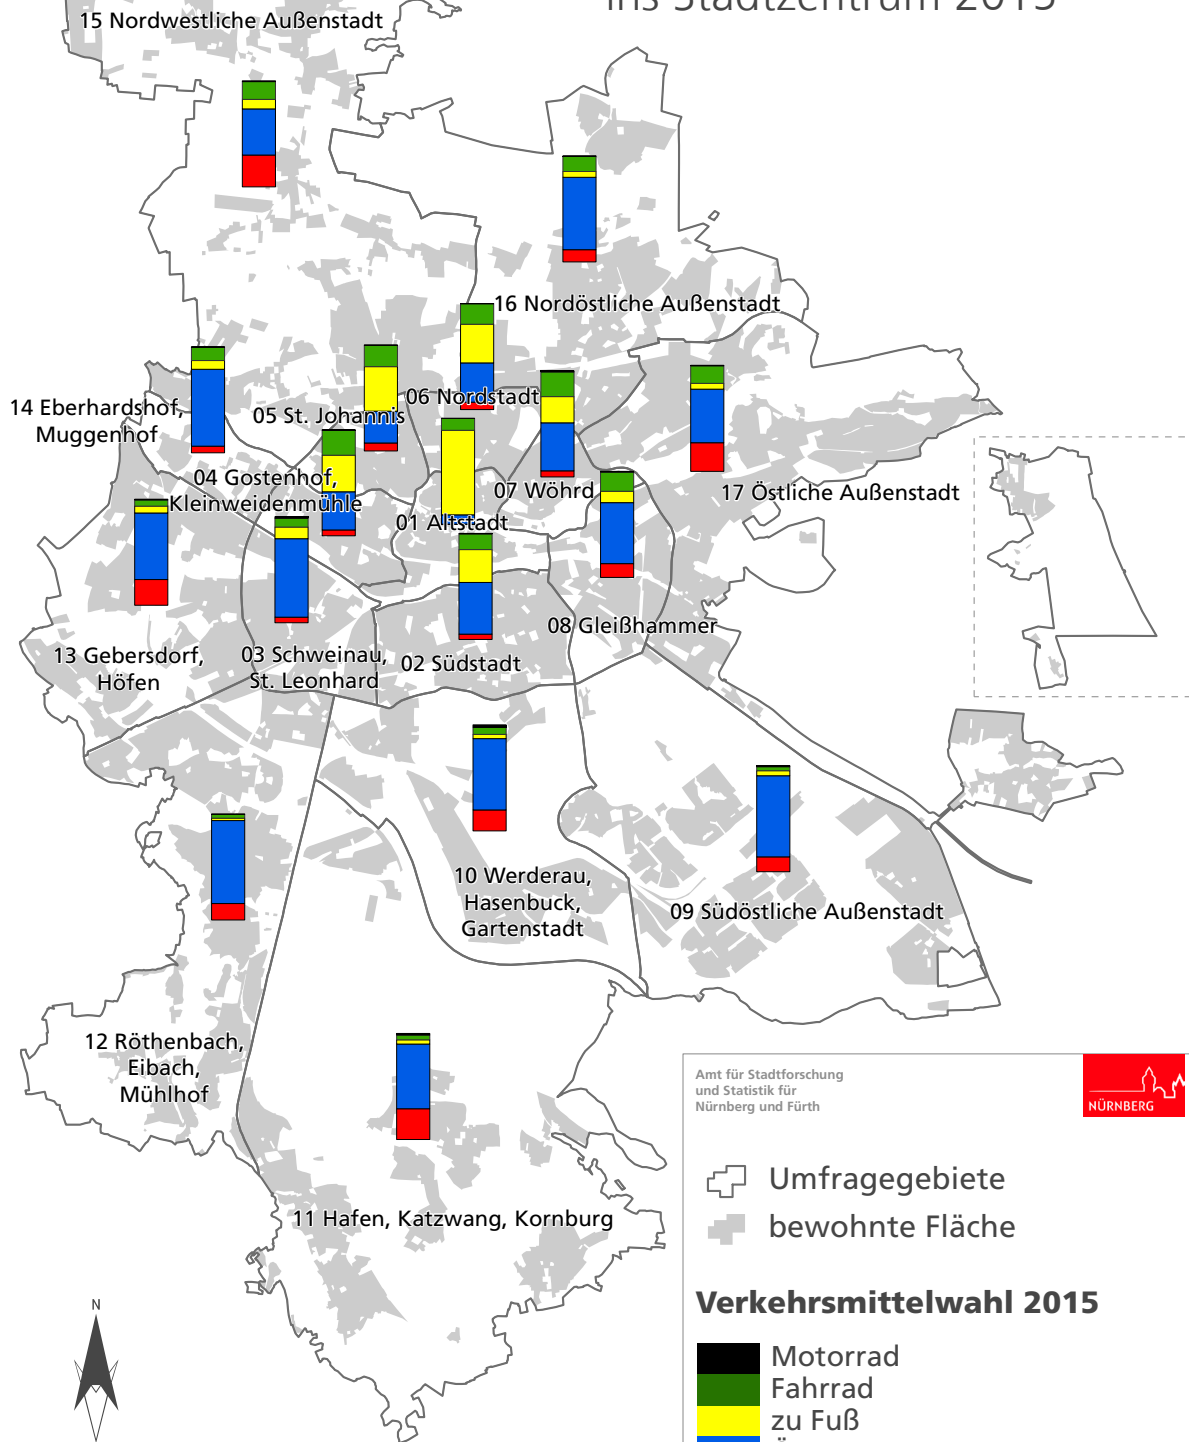 ins Stadtzentrum 2015
15 Nordwestliche Außenstadt
16 Nordöstliche Außenstadt
06 Nordstadt
14 Eberhardshof,
Muggenhof
05 St. Johannis
04 Gostenhof,
Kleinweidenmühle
07 Wöhrd
17 Östliche Außenstadt
01 Altstadt
08 Gleißhammer
13 Gebersdorf,
Höfen
03 Schweinau,
St. Leonhard
02 Südstadt
10 Werderau,
Hasenbuck,
Gartenstadt
09 Südöstliche Außenstadt
12 Röthenbach,
Eibach,
Mühlhof
11 Hafen, Katzwang, Kornburg
N
Amt für Stadtforschung
und Statistik für
Nürnberg und Fürth
NÜRNBERG
Umfragegebiete
bewohnte Fläche
Verkehrsmittelwahl 2015
Motorrad
Fahrrad
zu Fuß